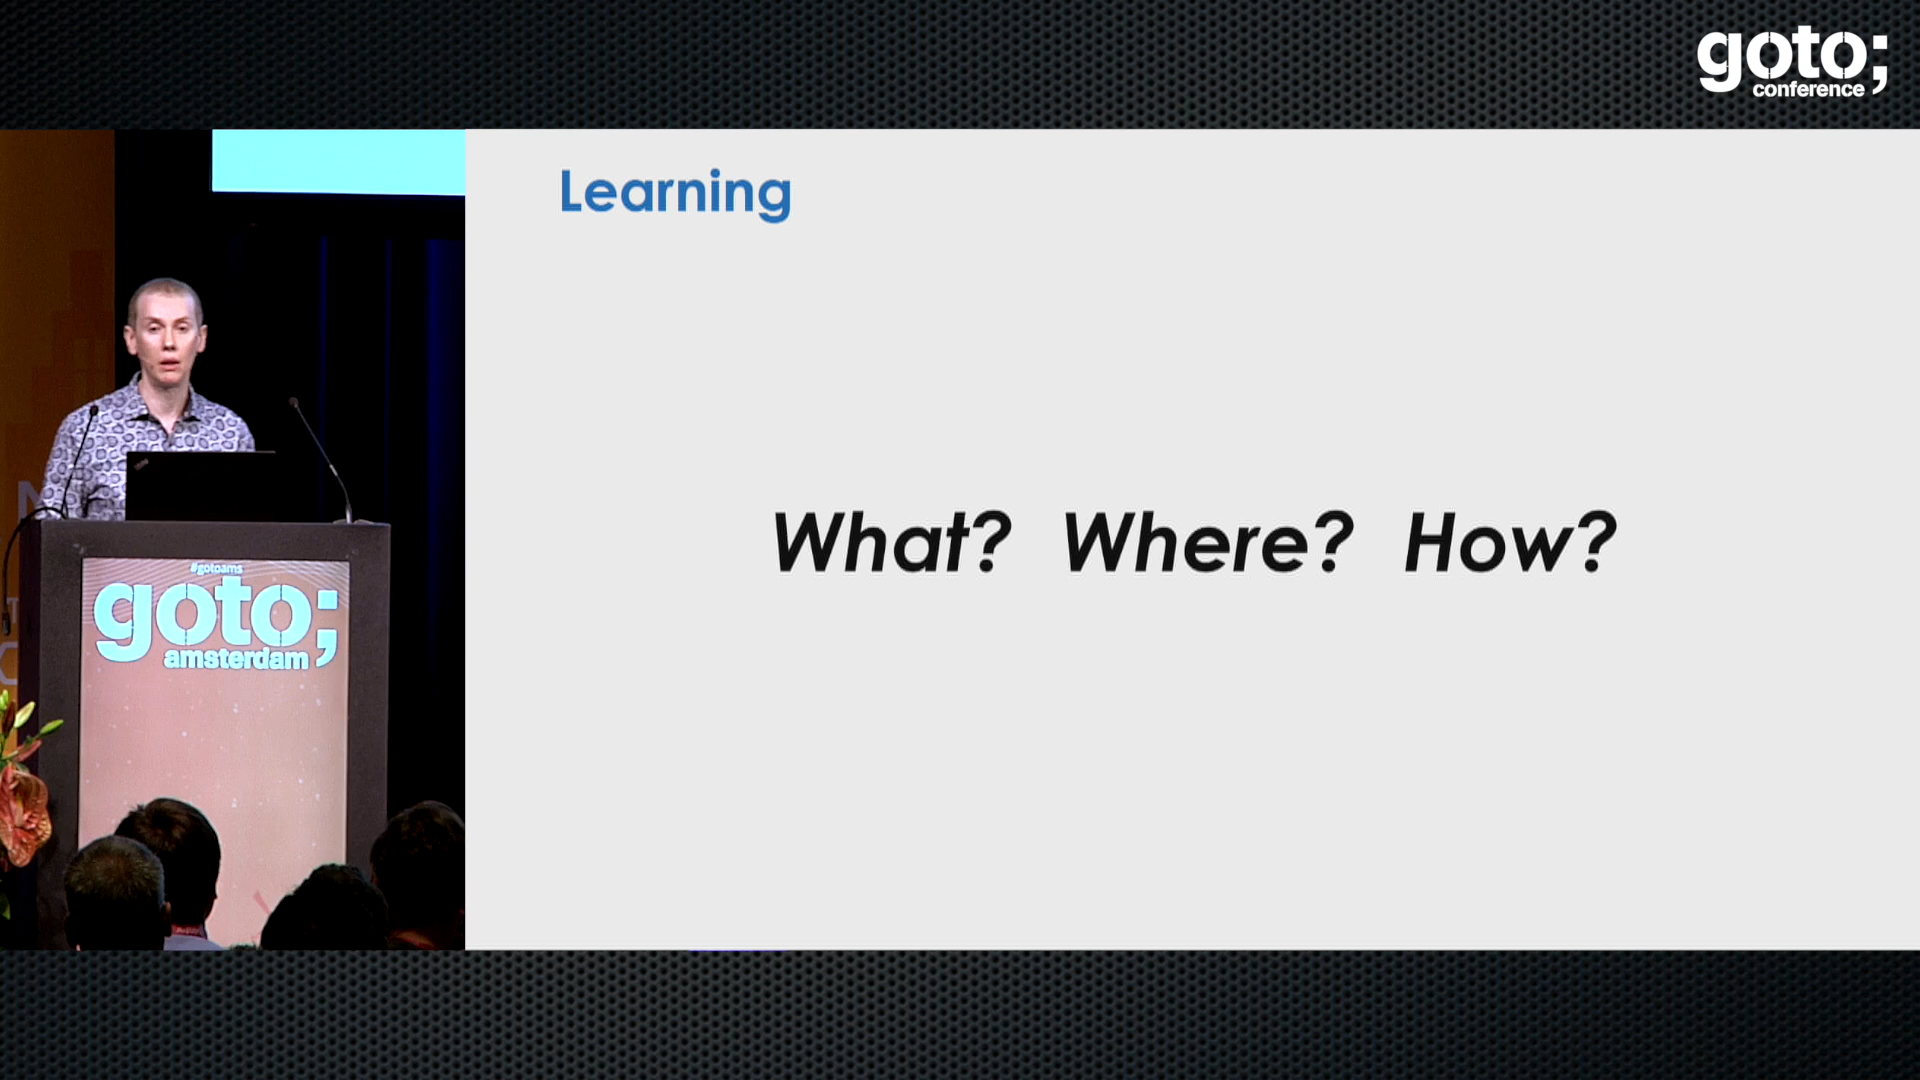 goto;
conference
Learning
What? Where? How?
#gotoams
goto;
amsterdam